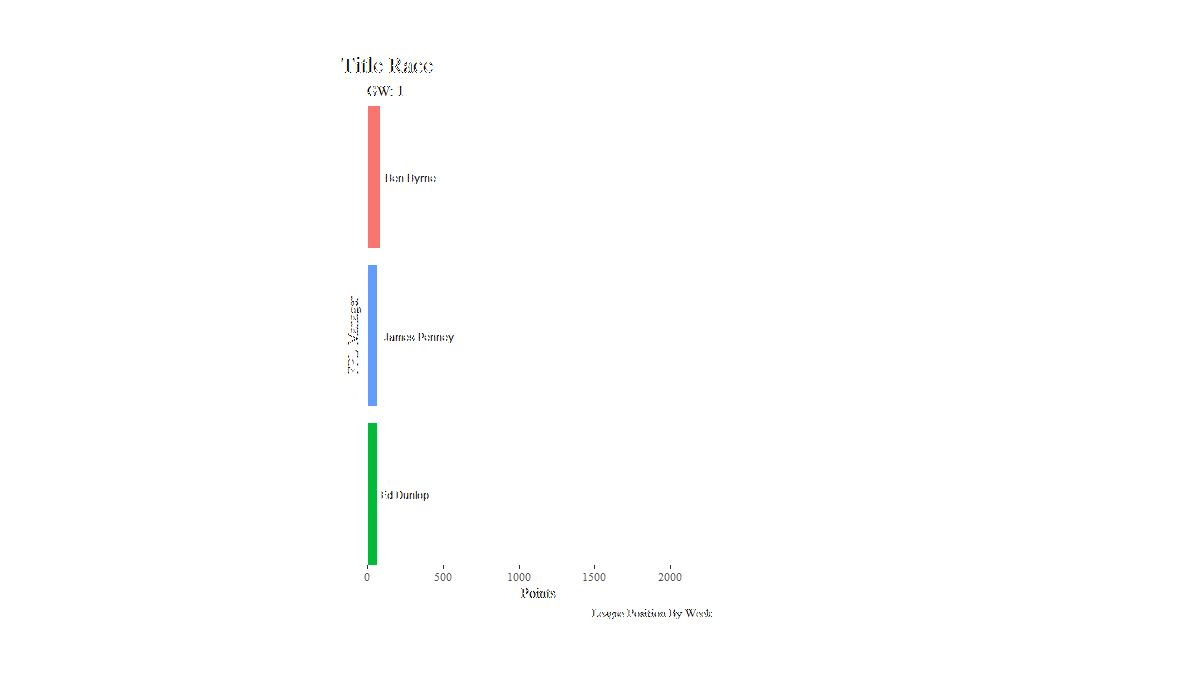 Title Race
GW: 1
Ben Byrne
FPL Manager
James Penney
Ed Dunlop
0 500 1000 1500 2000
Points
League Position By Week